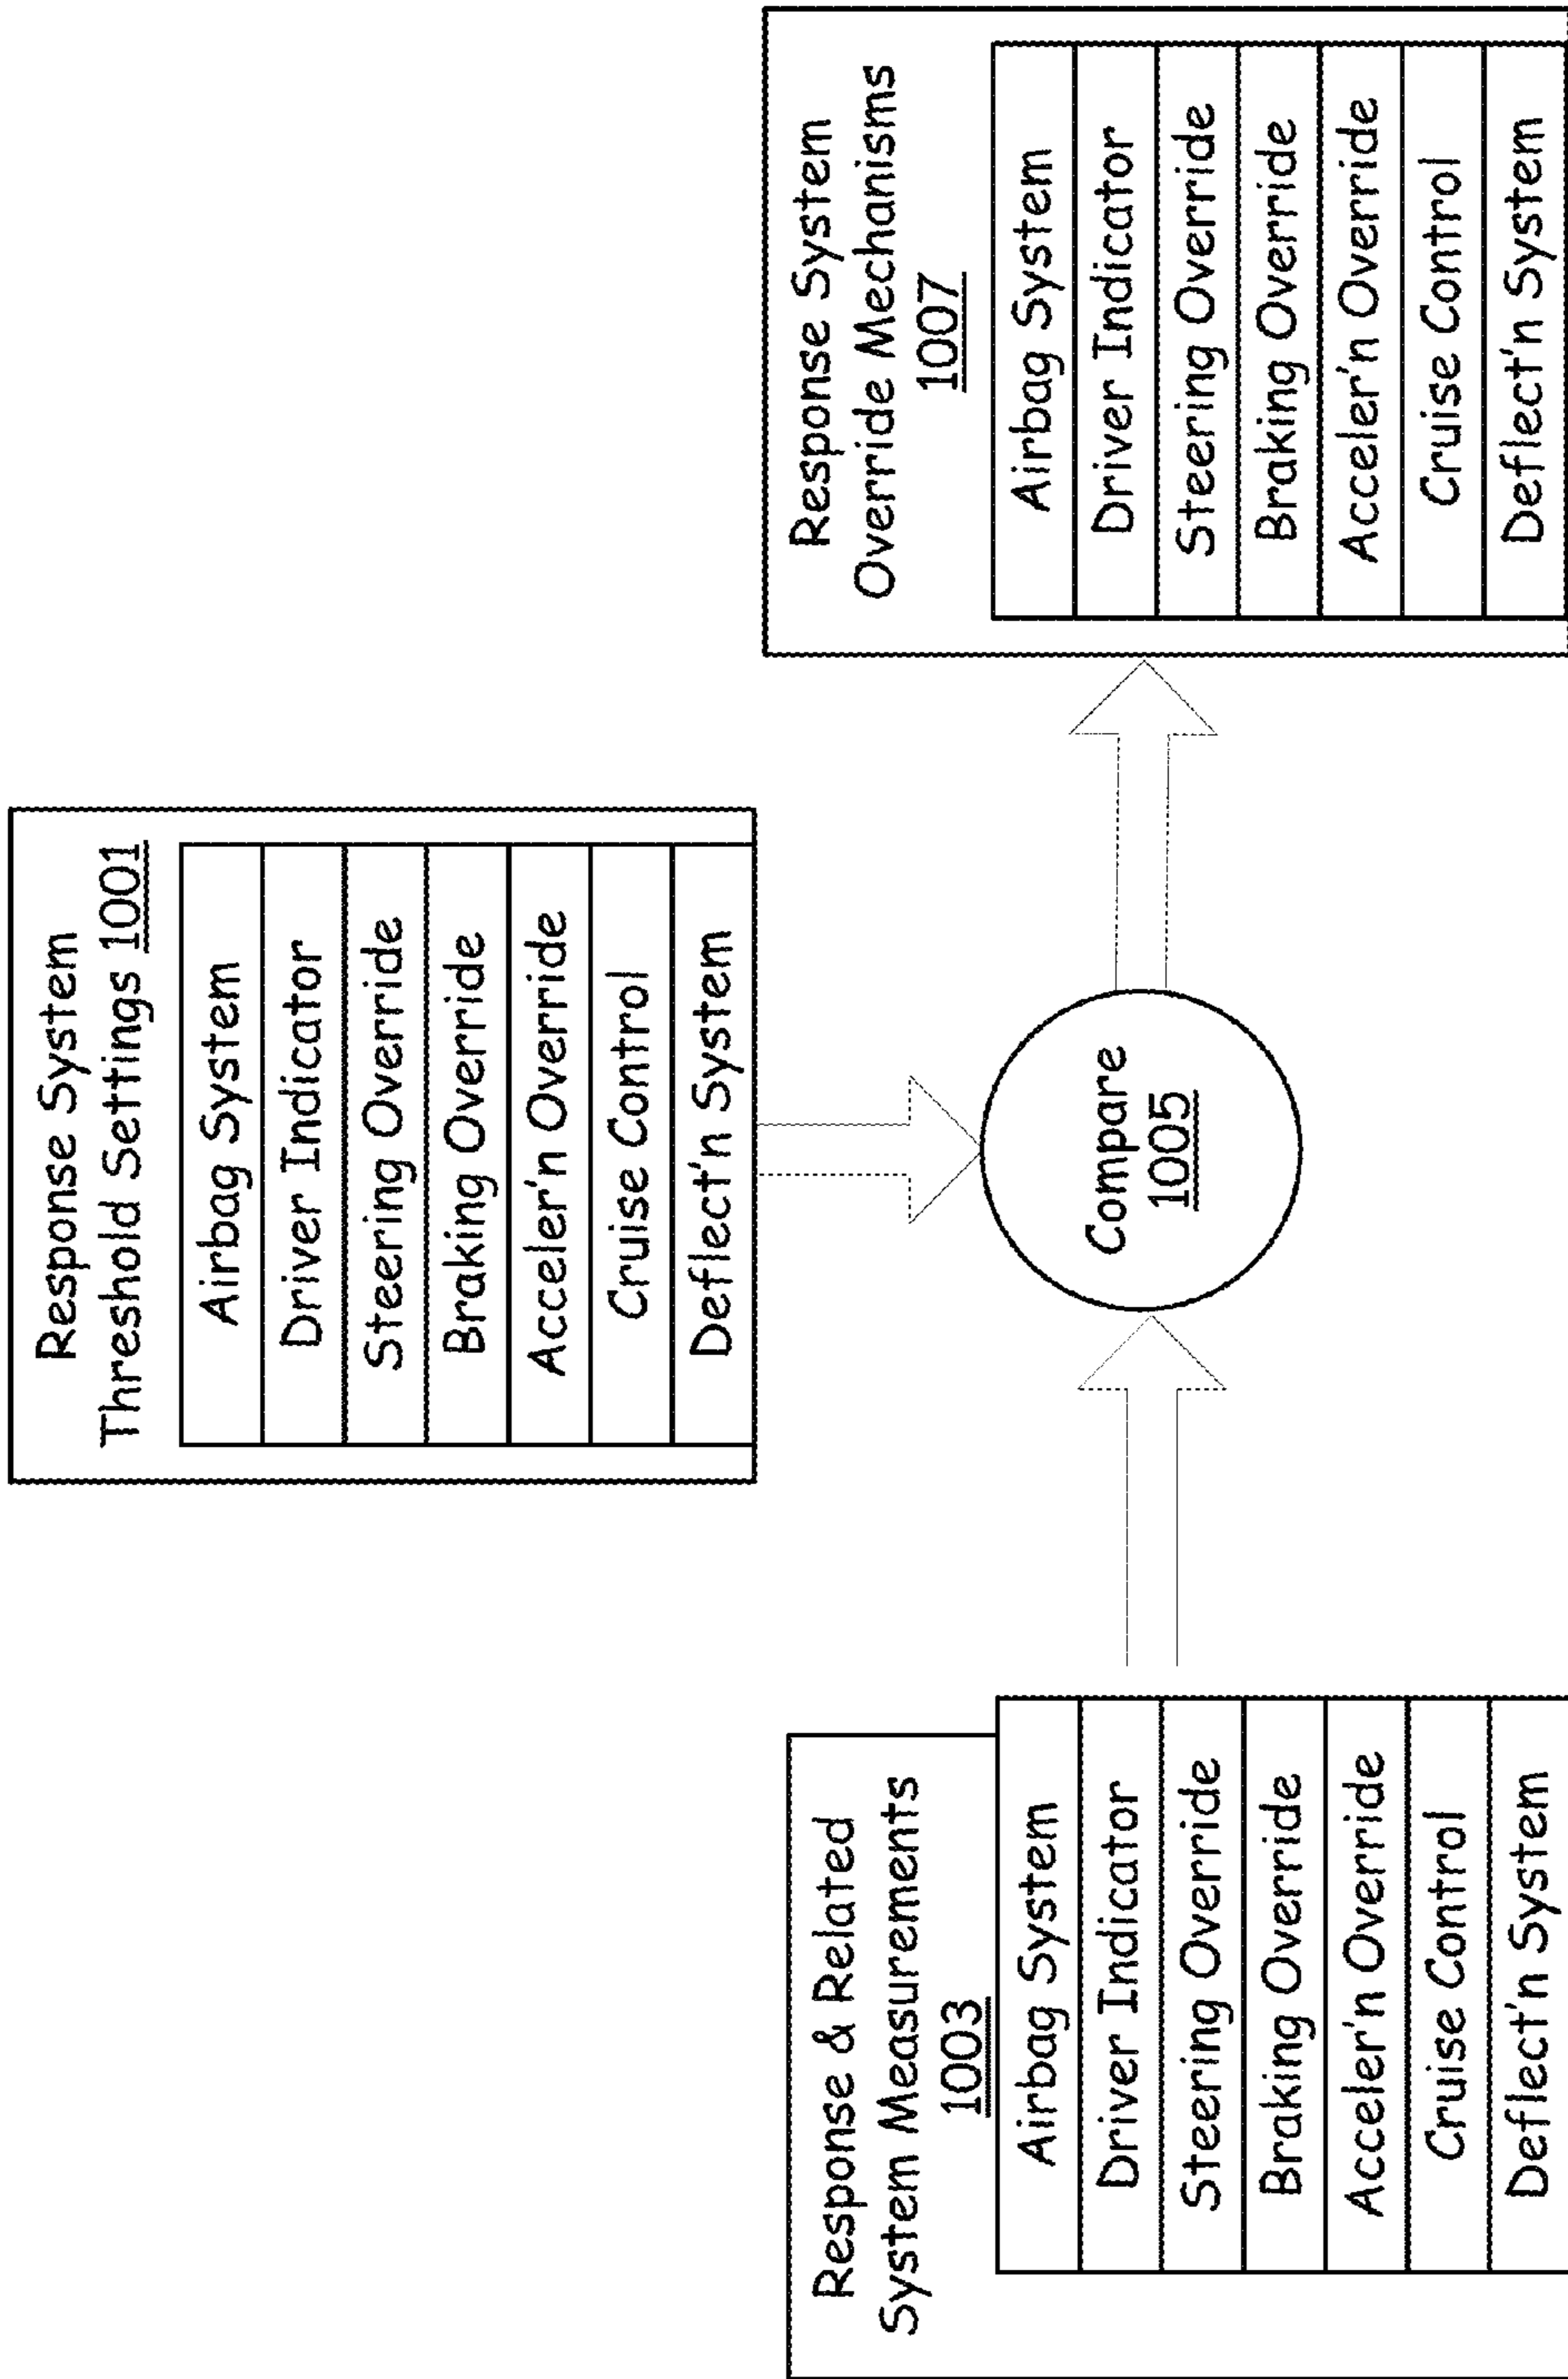 Response System
Threshold Settings 1001
Airbag System
Driver Indicator
Steering Override
Braking Override
Acceler'n Override
Cruise Control
Deflect'n System
Response & Related
System Measurements
1003
Airbag System
Driver Indicator
Steering Override
Braking Override
Acceler'n Override
Cruise Control
Deflect'n System
Compare
1005
Response System
Override Mechanisms
1007
Airbag System
Driver Indicator
Steering Override
Braking Override
Acceler'n Override
Cruise Control
Deflect'n System